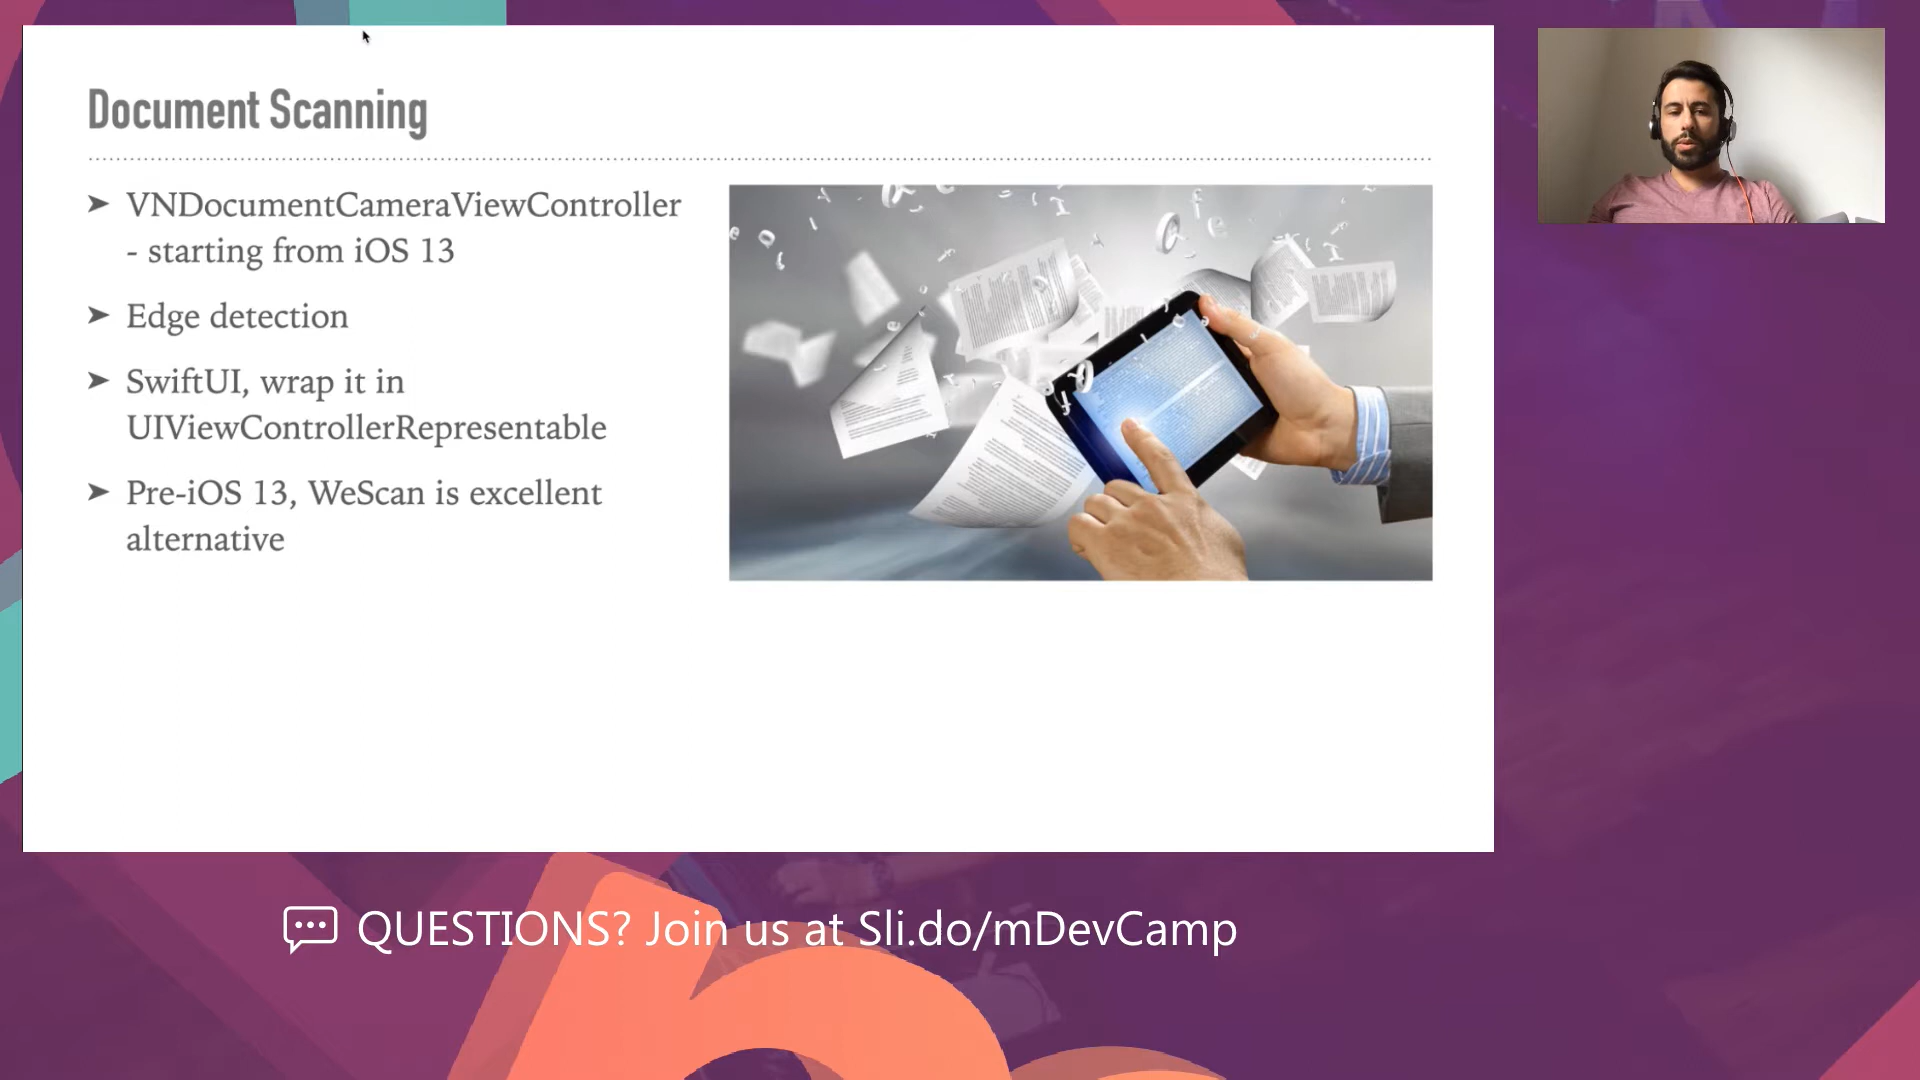 Document Scanning
➤ VNDocumentCameraViewController
- starting from iOS 13
➤ Edge detection
➤ SwiftUI, wrap it in
UIViewControllerRepresentable
➤ Pre-iOS 13, WeScan is excellent
alternative
QUESTIONS? Join us at Sli.do/mDevCamp